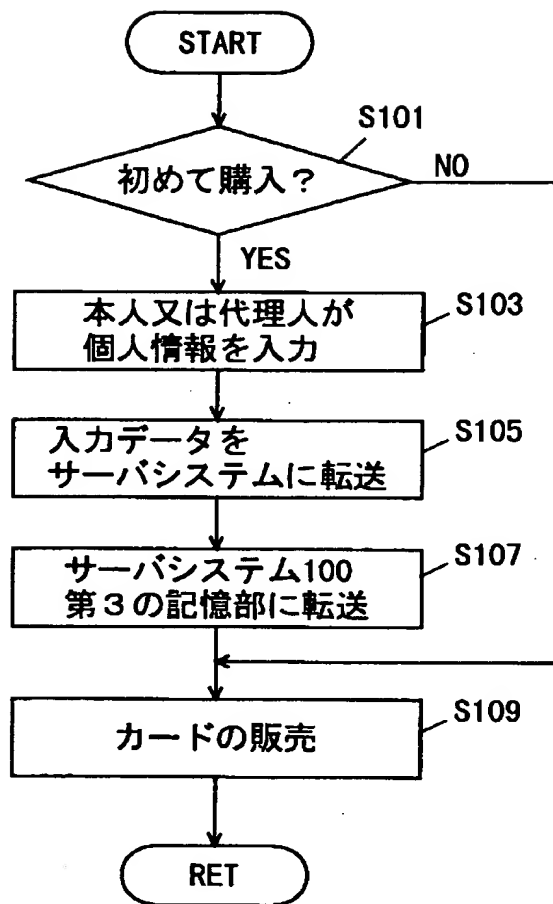 START
S101
初めて購入?
NO
YES
S103
本人又は代理人が
個人情報を入力
S105
入力データを
サーバシステムに転送
S107
サーバシステム100
第3の記憶部に転送
S109
カードの販売
RET